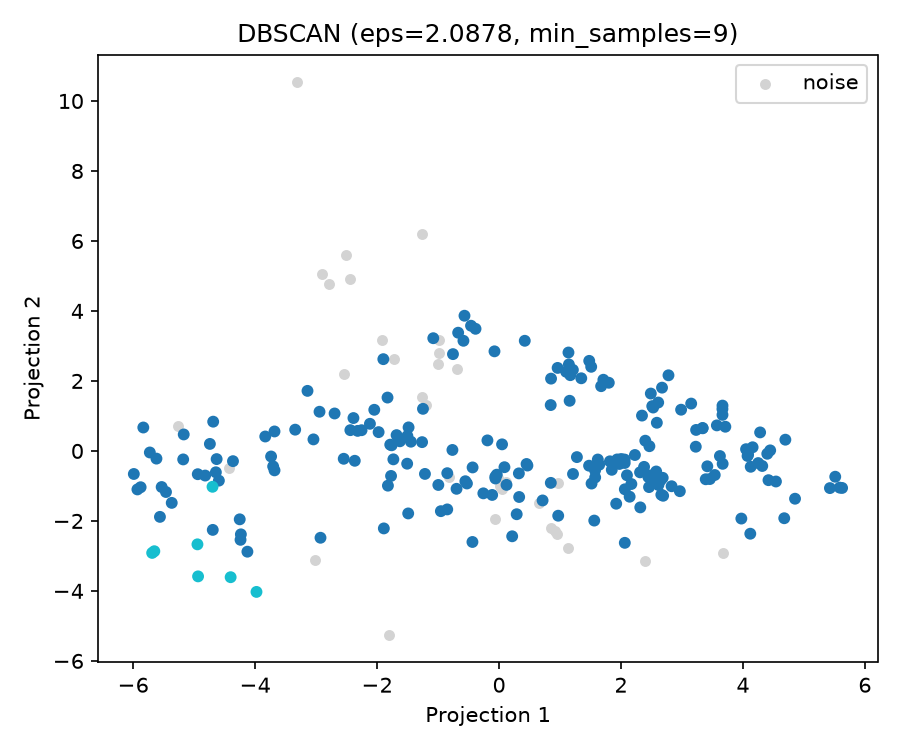 DBSCAN (eps=2.0878, min_samples=9)
noise
10
8
6
4
2
0
−2
−4
−6
Projection 2
−6 −4 −2 0 2 4 6
Projection 1